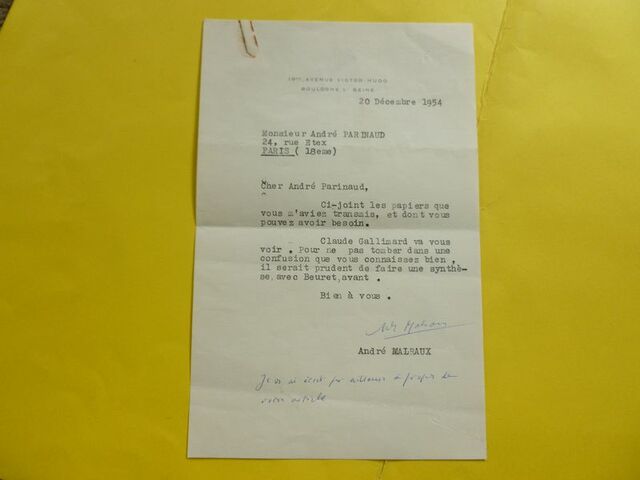 19bis, AVENUE VICTOR-HUGO
BOULOGNE S/ SEINE
20 Décembre 1954
Monsieur André PARINAUD
24, rue Etex
PARIS ( 18eme)
Cher André Parinaud,
Ci-joint les papiers que
vous m'aviez transmis, et dont vous
pouvez avoir besoin.
Claude Gallimard va vous
voir . Pour ne pas tomber dans une
confusion que vous connaissez bien ,
il serait prudent de faire une synthè-
se,avec Beuret,avant .
Bien à vous .
André MALRAUX
Je vous ai écrit par ailleurs à propos de
votre article